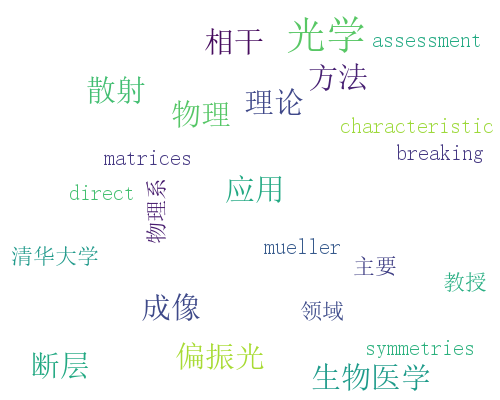 光学
相干
assessment
方法
散射
理论
物理
characteristic
breaking
matrices
应用
direct
物理系
mueller
清华大学
主要
教授
成像
领域
symmetries
偏振光
断层
生物医学